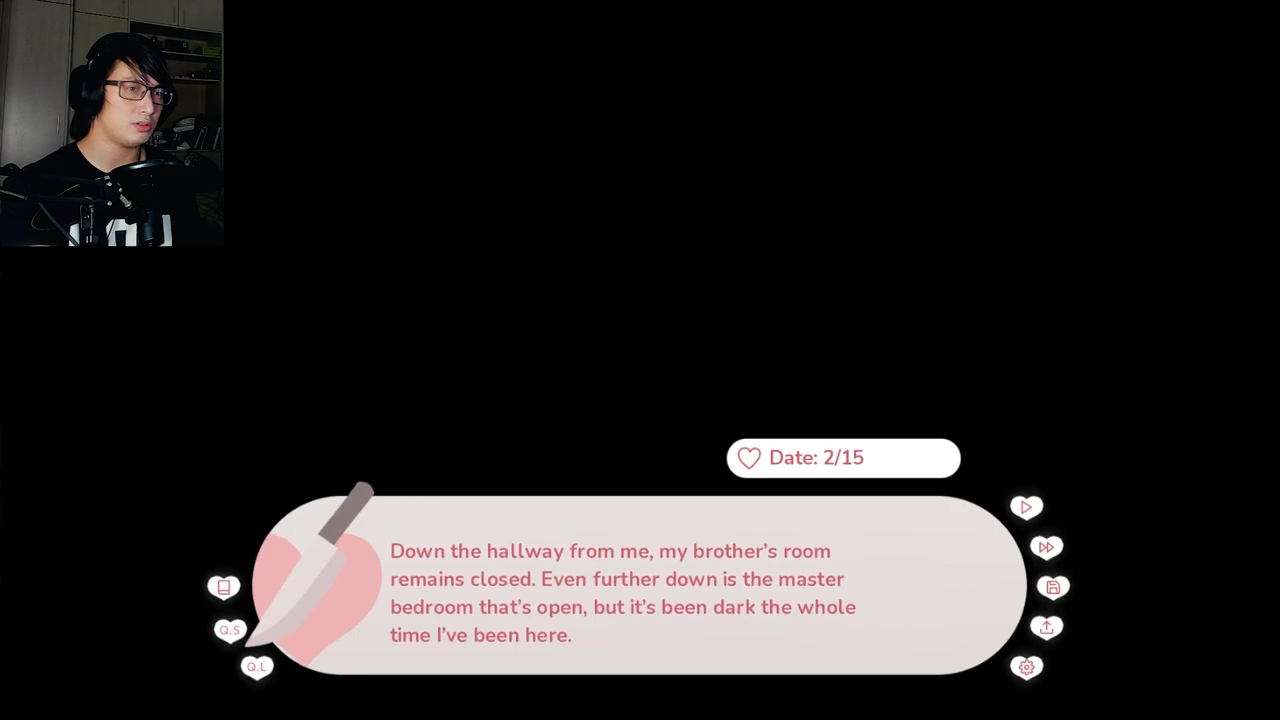 Date: 2/15
Down the hallway from me, my brother's room
remains closed. Even further down is the master
bedroom that's open, but it's been dark the whole
time I've been here.
Q.S
Q.L